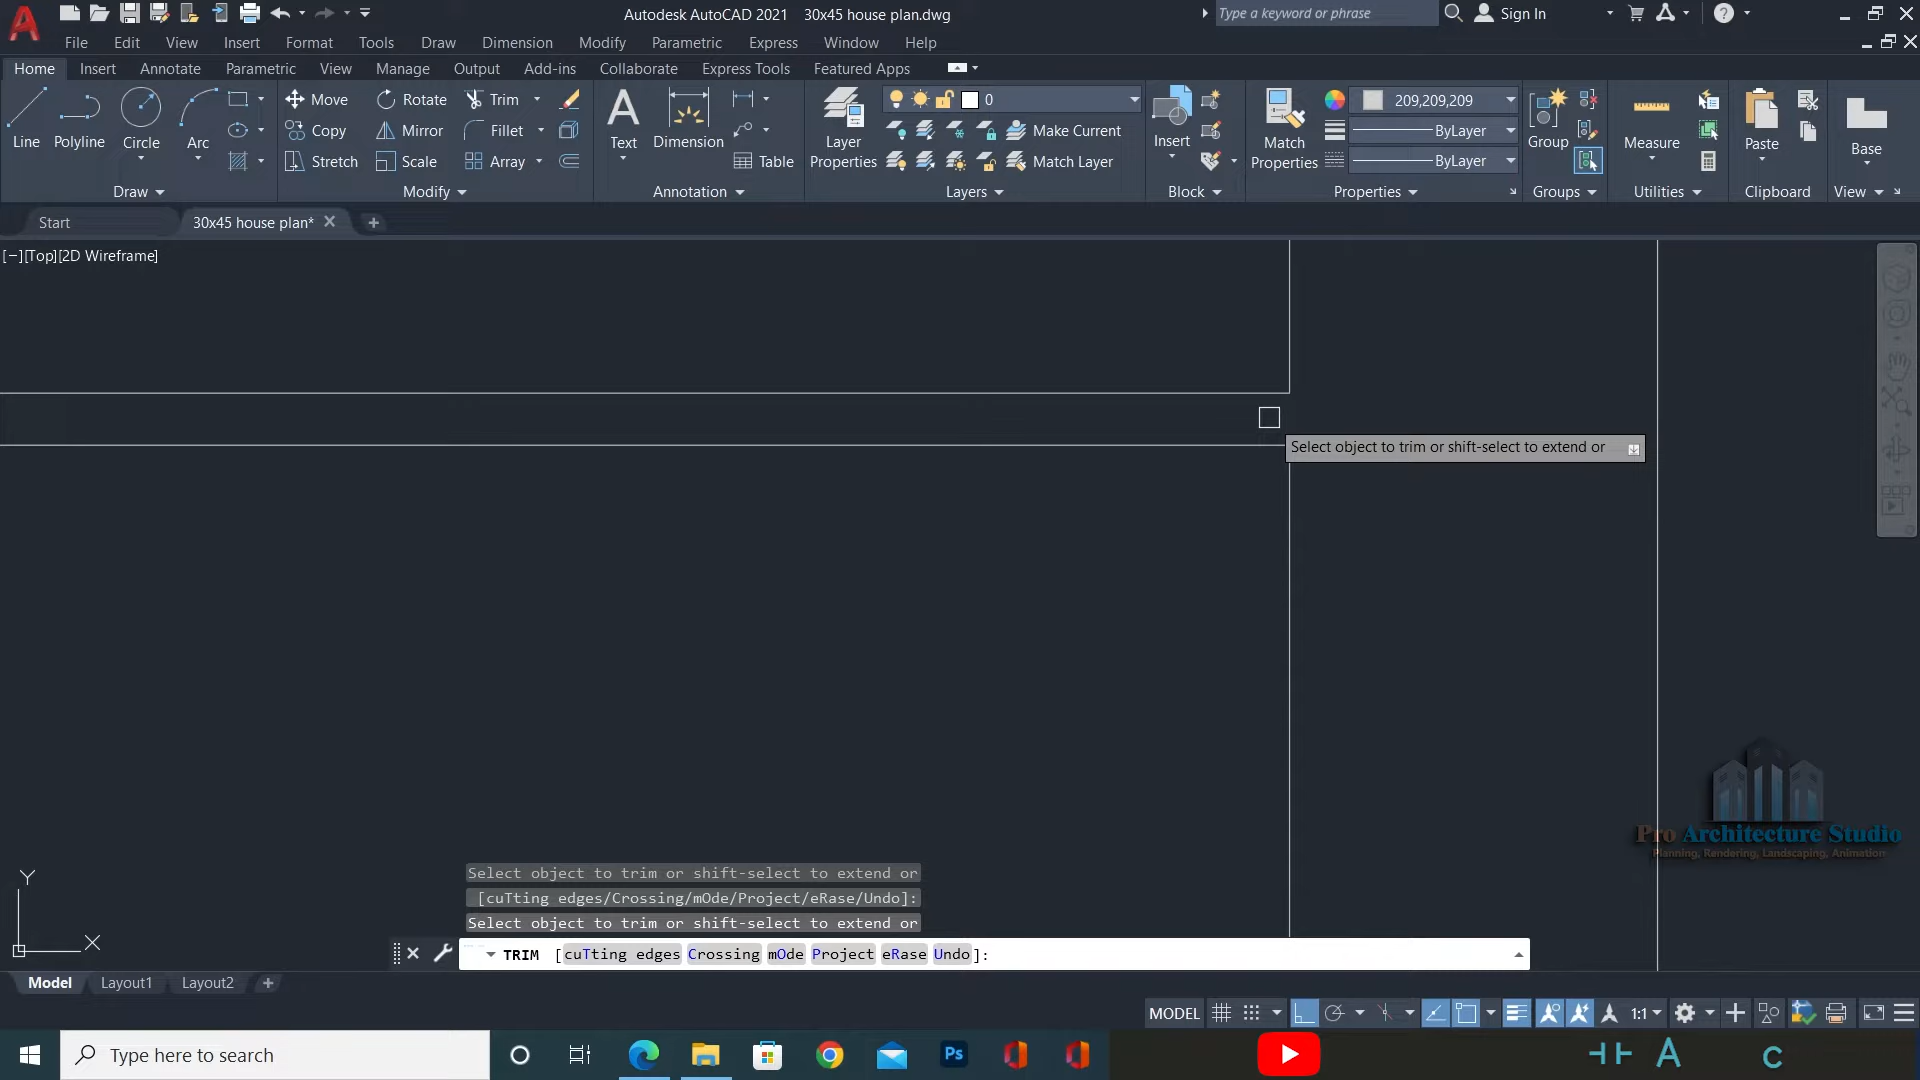 Autodesk AutoCAD 2021 30x45 house plan.dwg
Type a keyword or phrase
Sign In
File Edit View Insert Format Tools Draw Dimension Modify Parametric Express Window Help
Home Insert Annotate Parametric View Manage Output Add-ins Collaborate Express Tools Featured Apps
Line Polyline Circle Arc
Move Rotate Trim
Copy Mirror Fillet
Stretch Scale Array
Text Dimension Table
Layer Properties
0
Make Current
Match Layer
Insert
Match Properties
209,209,209
ByLayer
ByLayer
Group
Measure
Paste
Base
Draw Modify Annotation Layers Block Properties Groups Utilities Clipboard View
Start 30x45 house plan*
[−][Top][2D Wireframe]
Select object to trim or shift-select to extend or
Pro Architecture Studio
Planning, Rendering, Landscaping, Animation
Y
X
Select object to trim or shift-select to extend or
[cuTting edges/Crossing/mOde/Project/eRase/Undo]:
Select object to trim or shift-select to extend or
TRIM [cuTting edges Crossing mOde Project eRase Undo]:
Model Layout1 Layout2
MODEL 1:1
Type here to search
Ps
A
C